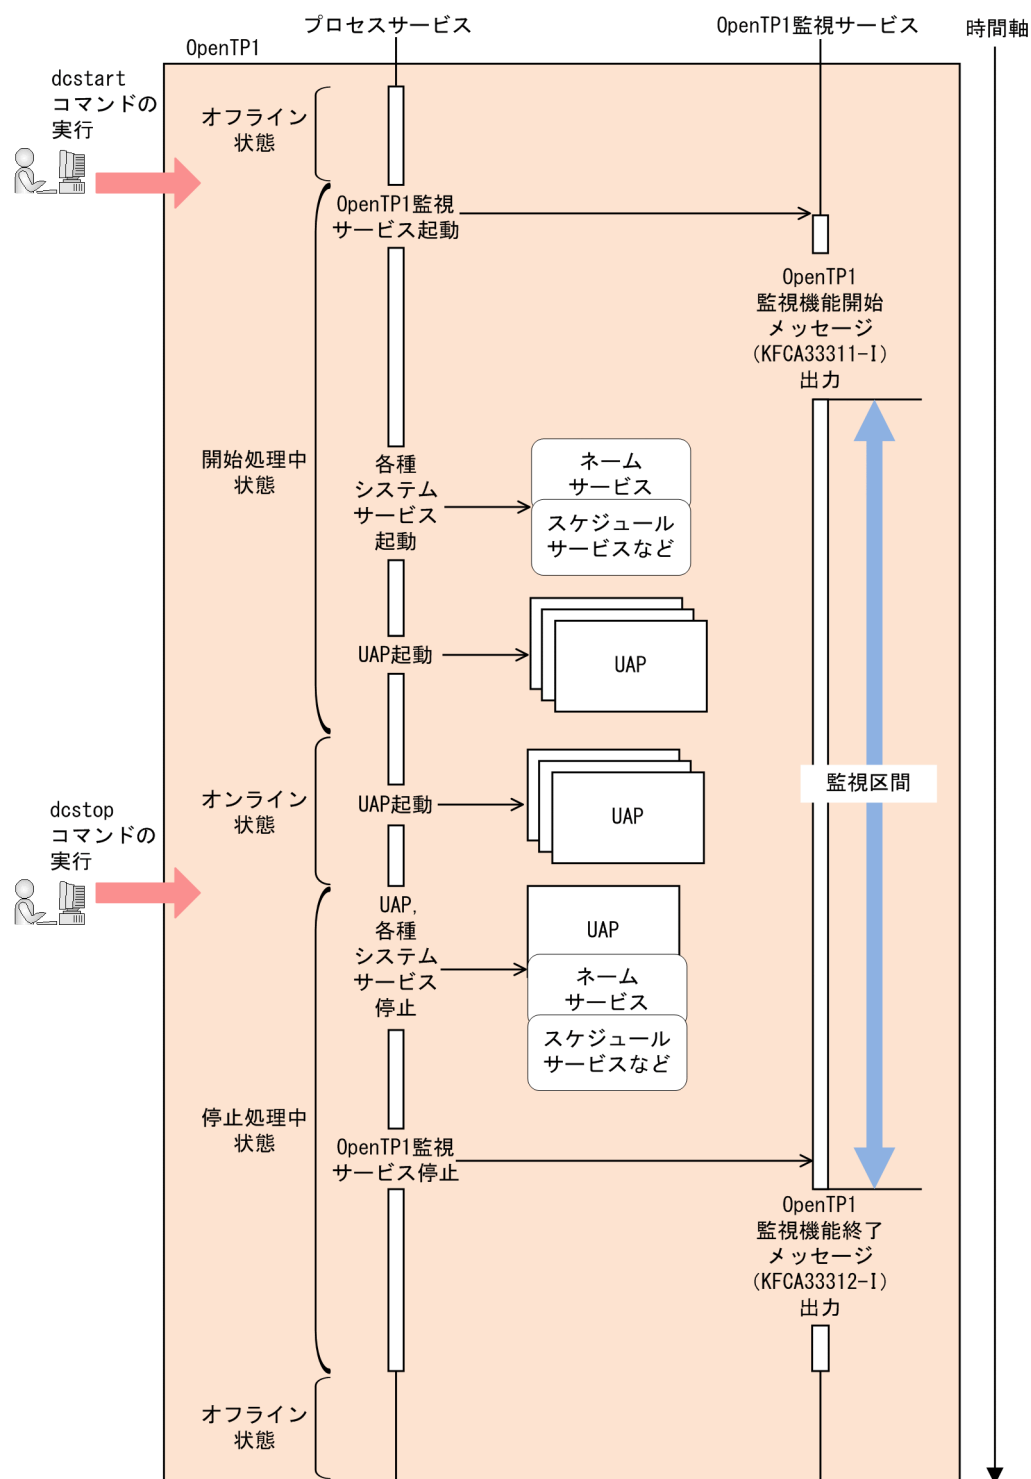 プロセスサービス
OpenTP1監視サービス
時間軸
OpenTP1
dcstart
コマンドの
実行
オフライン
状態
OpenTP1監視
サービス起動
OpenTP1
監視機能開始
メッセージ
(KFCA33311-I)
出力
開始処理中
状態
各種
システム
サービス
起動
ネーム
サービス
スケジュール
サービスなど
UAP起動
UAP
監視区間
オンライン
状態
UAP起動
UAP
dcstop
コマンドの
実行
UAP,
各種
システム
サービス
停止
UAP
ネーム
サービス
スケジュール
サービスなど
停止処理中
状態
OpenTP1監視
サービス停止
OpenTP1
監視機能終了
メッセージ
(KFCA33312-I)
出力
オフライン
状態